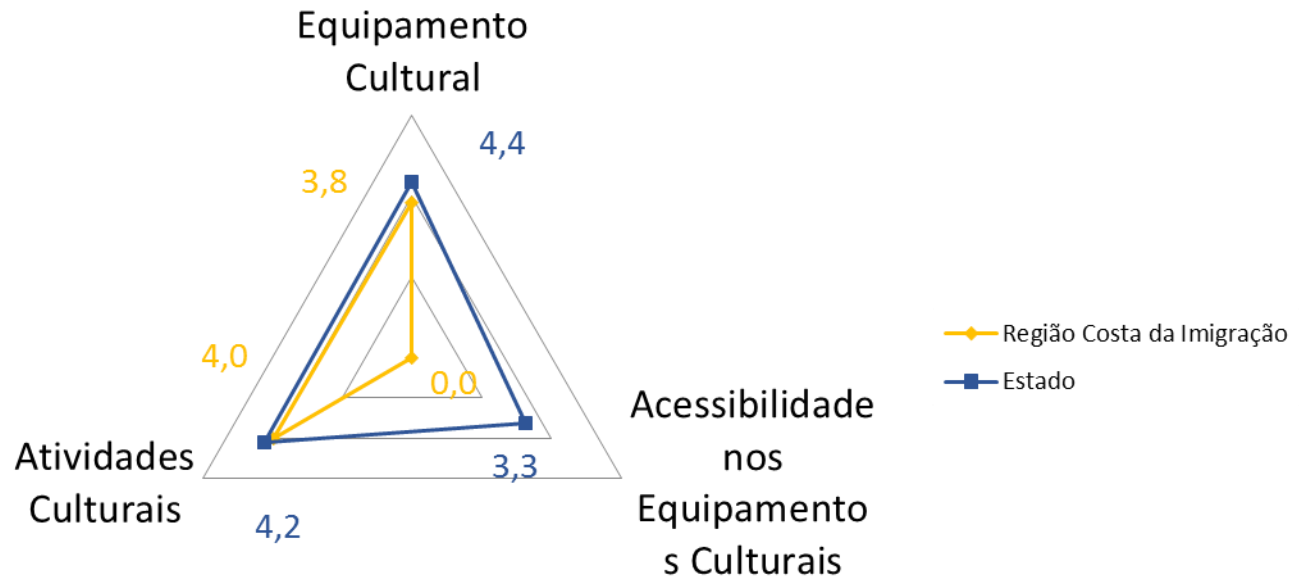 Equipamento
Cultural
4,4
3,8
4,0
0,0
Região Costa da Imigração
Estado
Acessibilidade
nos
Equipamento
s Culturais
Atividades
Culturais
3,3
4,2